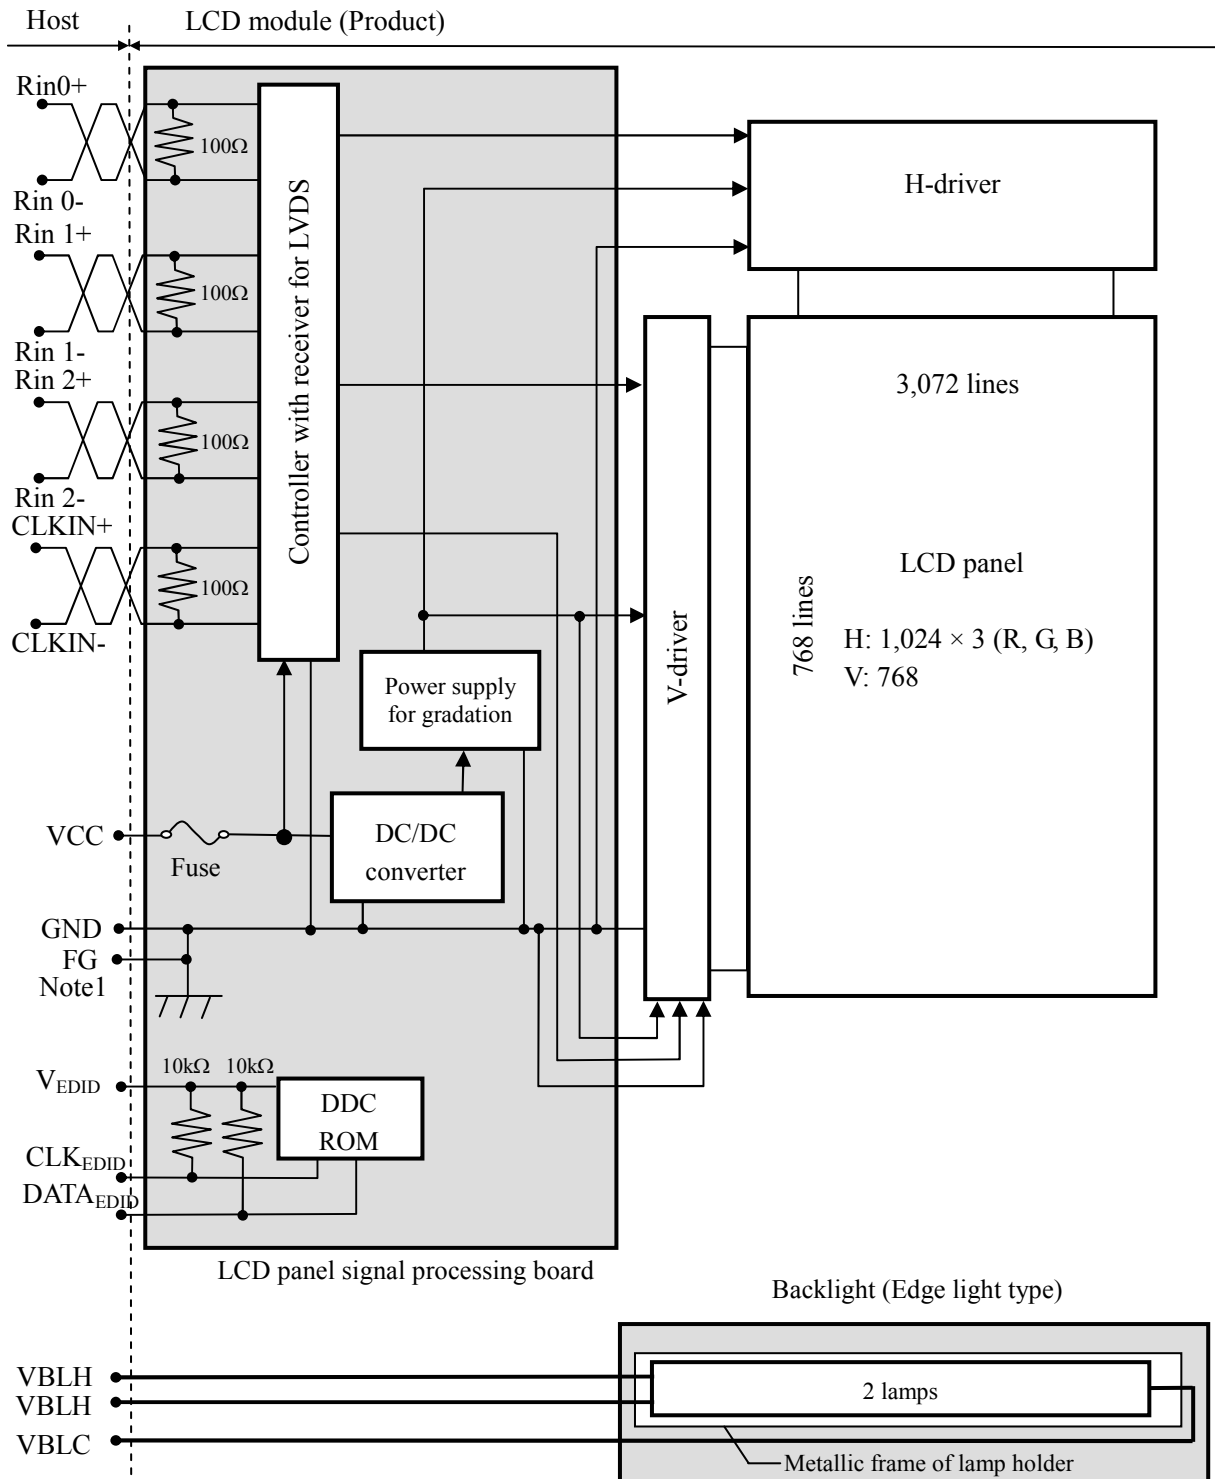 Host
LCD module (Product)
Rin0+
100Ω
Rin 0-
Rin 1+
100Ω
Rin 1-
Rin 2+
100Ω
Rin 2-
CLKIN+
100Ω
CLKIN-
Controller with receiver for LVDS
H-driver
V-driver
3,072 lines
768 lines
LCD panel
H: 1,024 × 3 (R, G, B)
V: 768
Power supply
for gradation
VCC
Fuse
DC/DC
converter
GND
FG
Note1
10kΩ 10kΩ
VEDID
DDC
ROM
CLKEDID
DATAEDID
LCD panel signal processing board
Backlight (Edge light type)
VBLH
VBLH
2 lamps
VBLC
Metallic frame of lamp holder